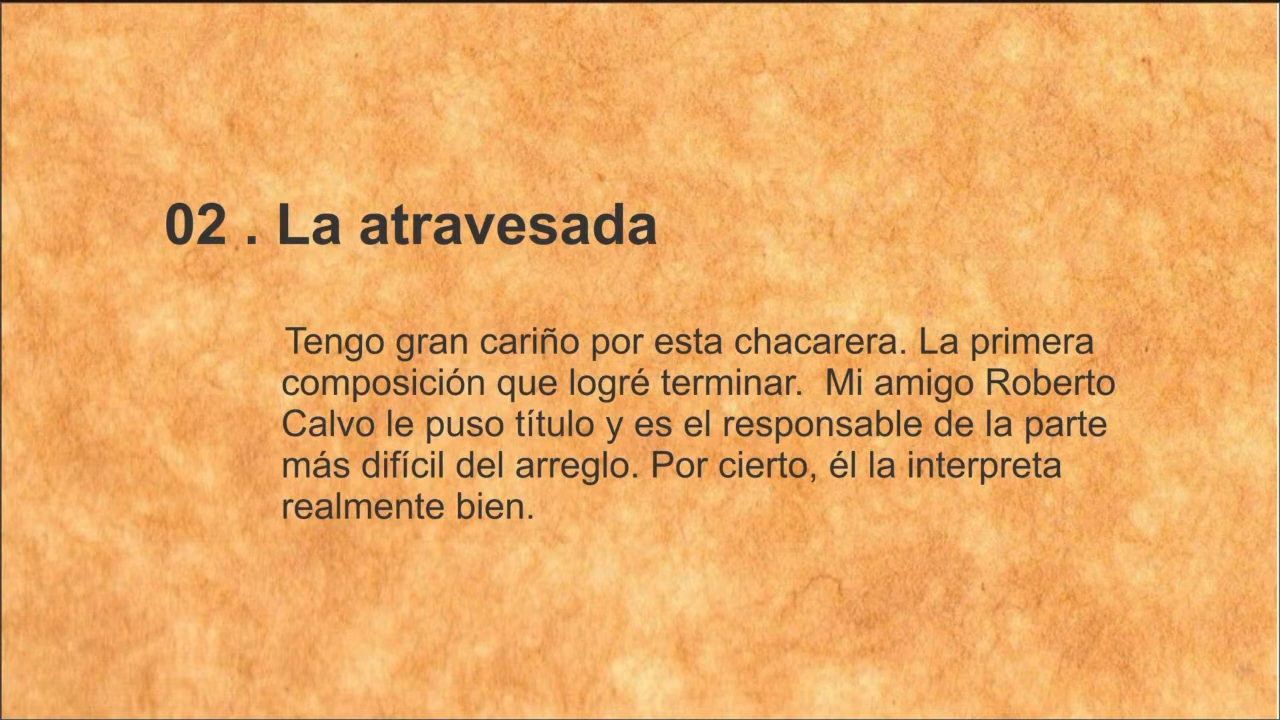 02 . La atravesada
Tengo gran cariño por esta chacarera. La primera
composición que logré terminar.  Mi amigo Roberto
Calvo le puso título y es el responsable de la parte
más difícil del arreglo. Por cierto, él la interpreta
realmente bien.